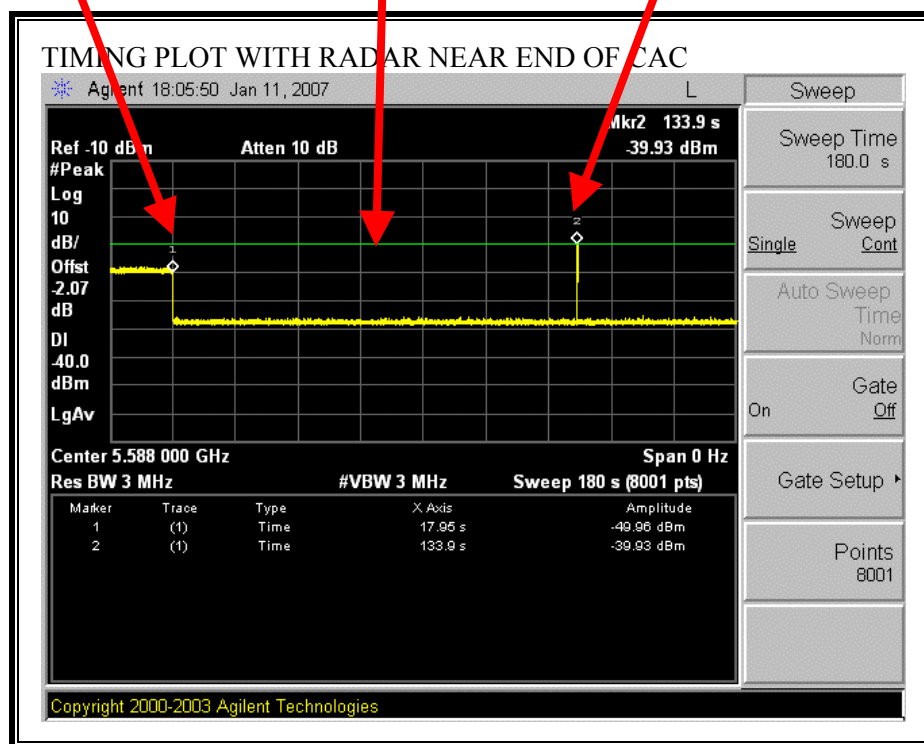 TIMING PLOT WITH RADAR NEAR END OF CAC
Agilent 18:05:50 Jan 11, 2007 L
Mkr2 133.9 s
Ref -10 dBm Atten 10 dB -39.93 dBm
#Peak
Log
10
dB/
Offst
-2.07
dB
DI
-40.0
dBm
LgAv
1
2
Center 5.588 000 GHz Span 0 Hz
Res BW 3 MHz #VBW 3 MHz Sweep 180 s (8001 pts)
Marker Trace Type X Axis Amplitude
1 (1) Time 17.95 s -49.96 dBm
2 (1) Time 133.9 s -39.93 dBm
Copyright 2000-2003 Agilent Technologies
Sweep
Sweep Time
180.0 s
Sweep
Single Cont
Auto Sweep
Time
Norm
Gate
On Off
Gate Setup
Points
8001